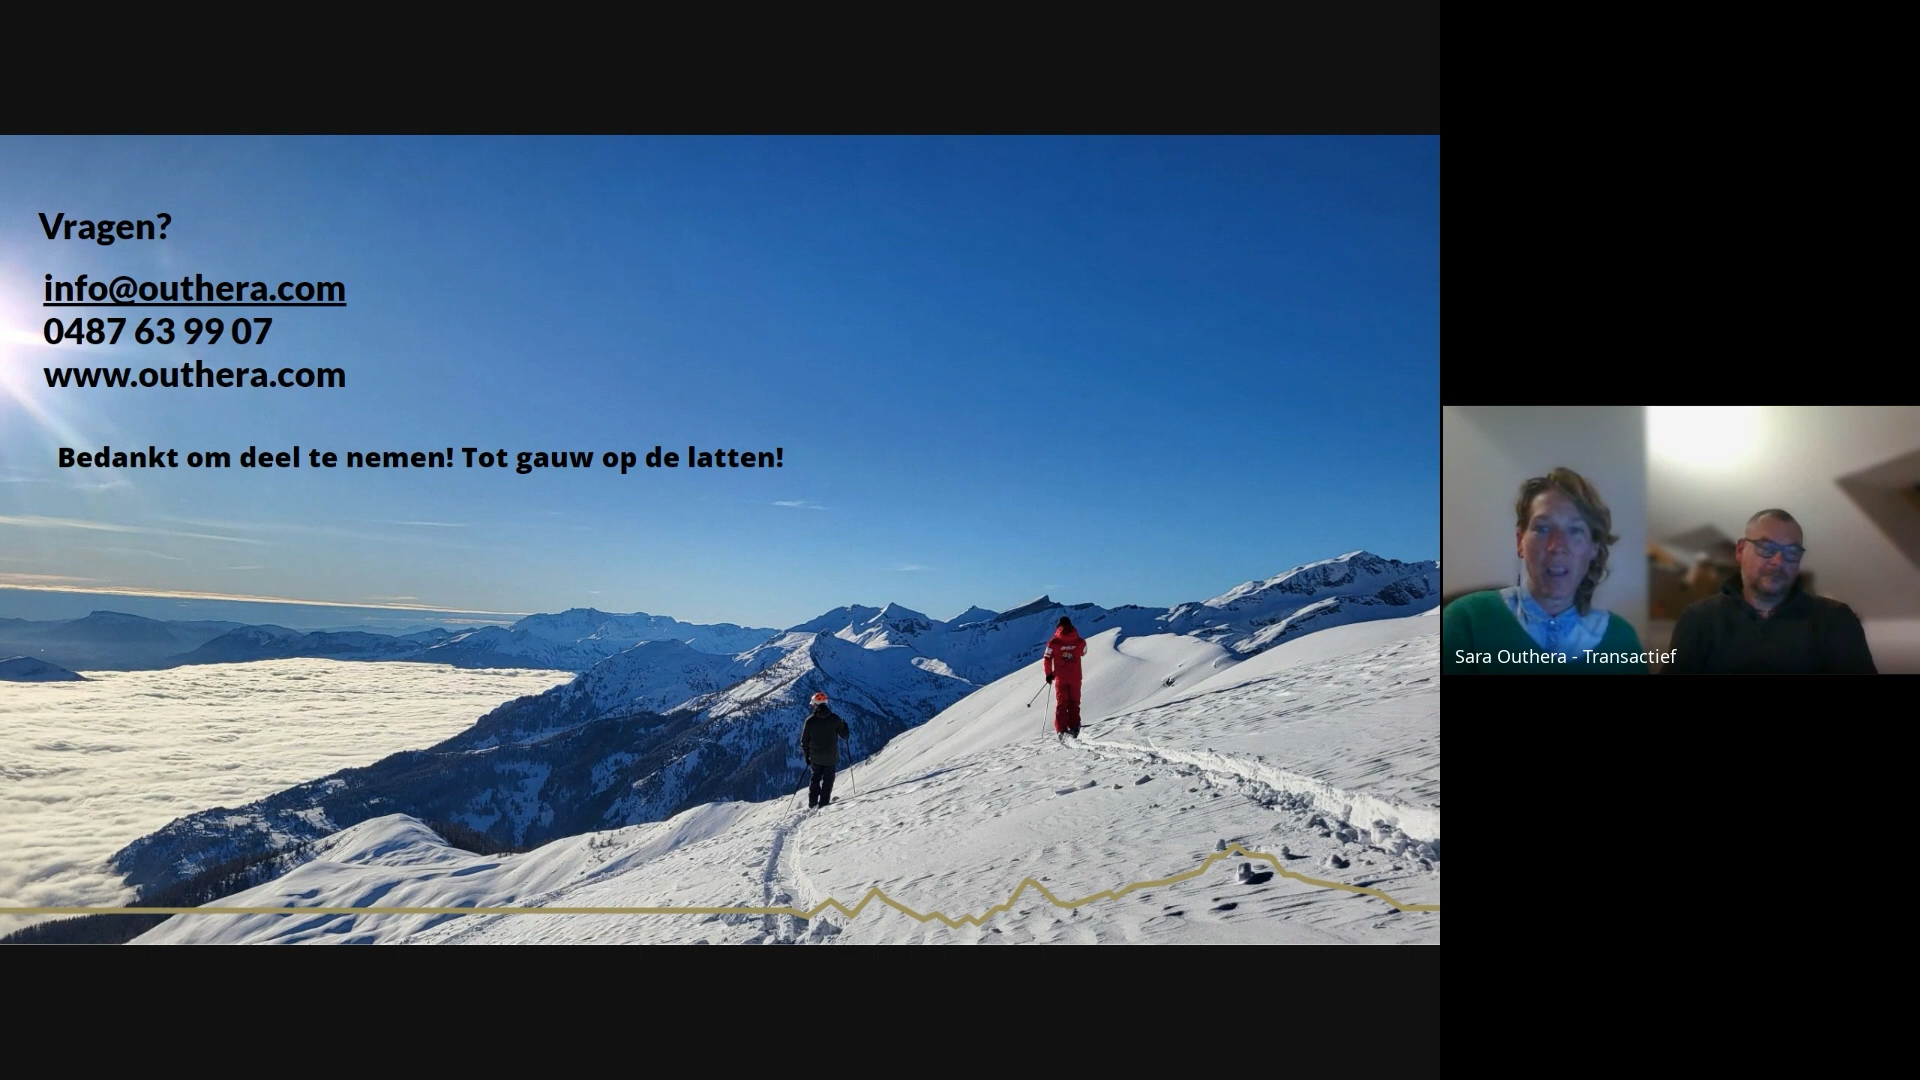 Vragen?
info@outhera.com
0487 63 99 07
www.outhera.com
Bedankt om deel te nemen! Tot gauw op de latten!
Sara Outhera - Transactief